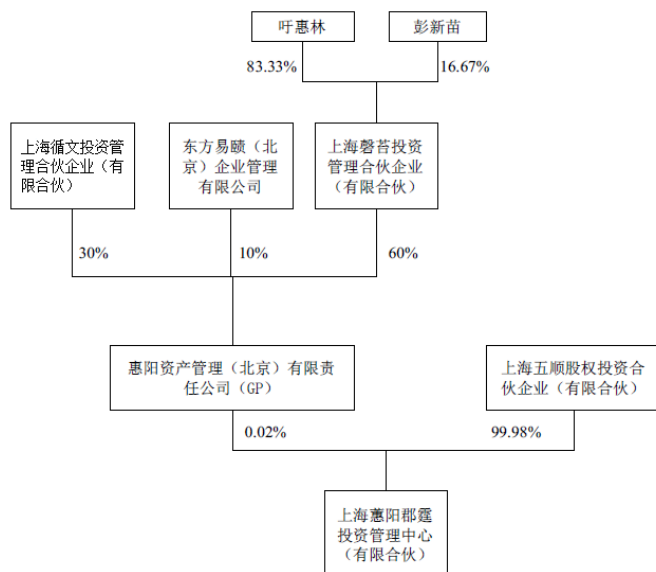 吁惠林
彭新苗
83.33%
16.67%
上海循文投资管
理合伙企业（有
限合伙）
东方易颐（北
京）企业管理
有限公司
上海磬苔投资
管理合伙企业
（有限合伙）
30%
10%
60%
惠阳资产管理（北京）有限责
任公司（GP）
上海五顺股权投资合
伙企业（有限合伙）
0.02%
99.98%
上海蕙阳郡霆
投资管理中心
（有限合伙）